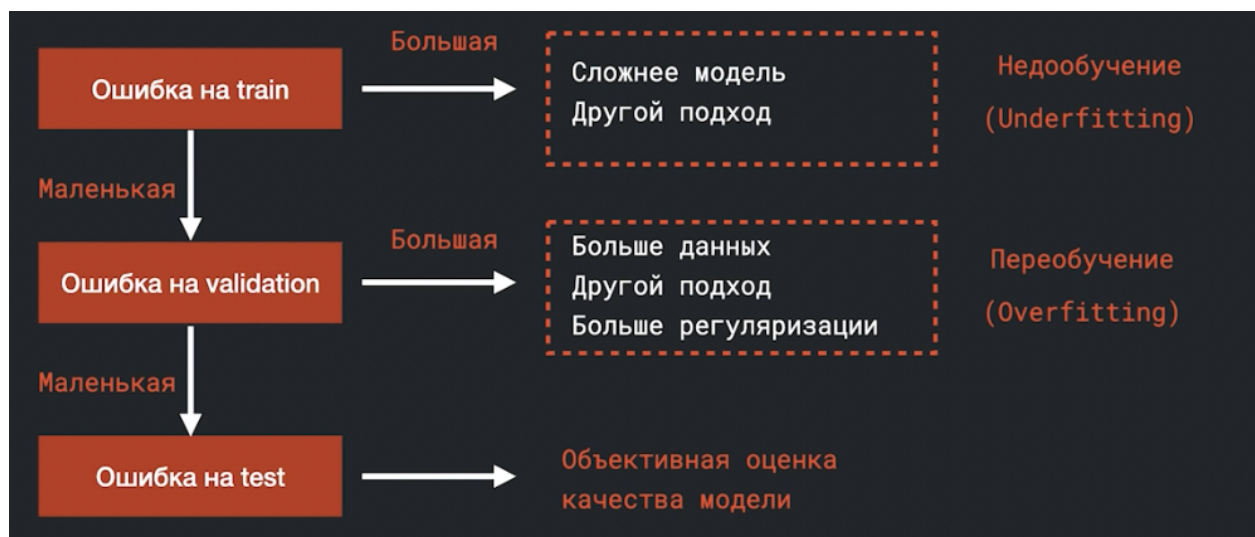 Ошибка на train
Большая
Сложнее модель
Другой подход
Недообучение
(Underfitting)
Маленькая
Ошибка на validation
Большая
Больше данных
Другой подход
Больше регуляризации
Переобучение
(Overfitting)
Маленькая
Ошибка на test
Объективная оценка
качества модели